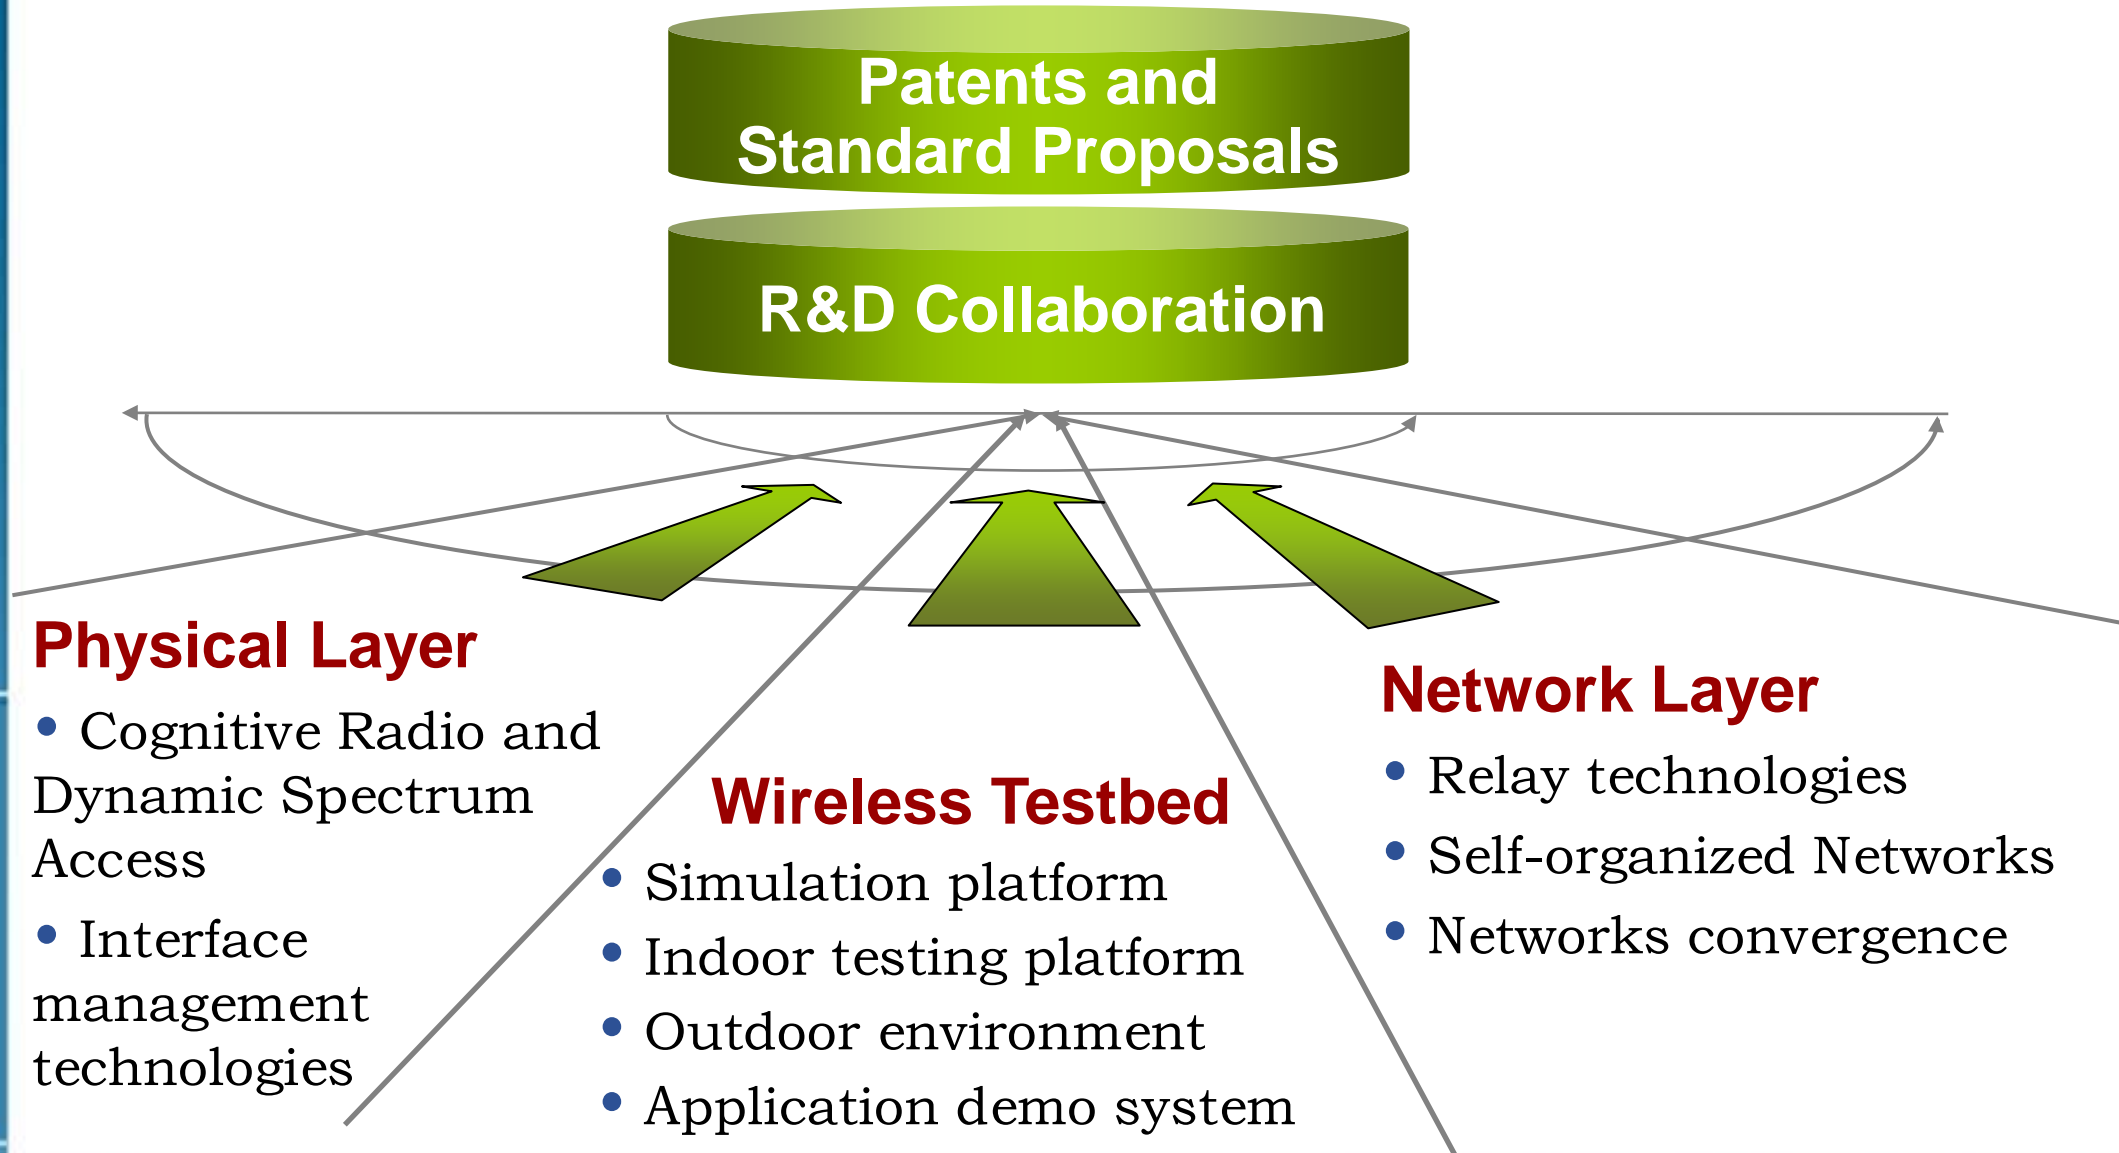 Patents and
Standard Proposals
R&D Collaboration
Physical Layer
• Cognitive Radio and
Dynamic Spectrum
Access
• Interface
management
technologies
Wireless Testbed
• Simulation platform
• Indoor testing platform
• Outdoor environment
• Application demo system
Network Layer
• Relay technologies
• Self-organized Networks
• Networks convergence